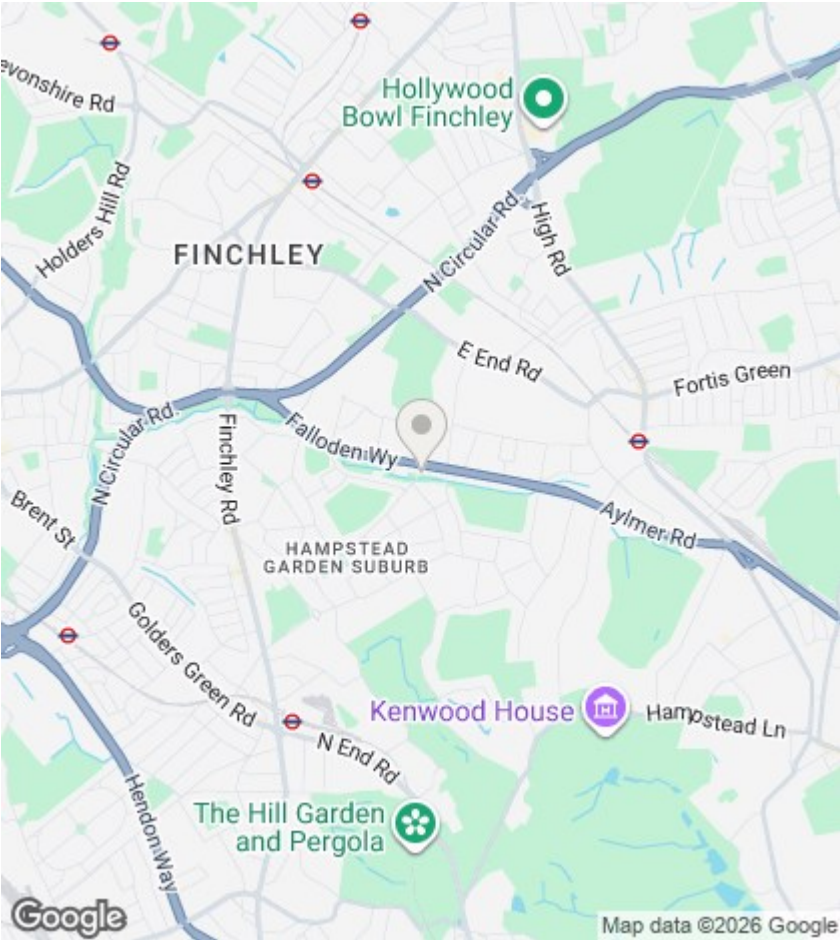 evonshire Rd
Hollywood
Bowl Finchley
Holders Hill Rd
N Circular Rd
High Rd
FINCHLEY
E End Rd
Fortis Green
N Circular Rd
Finchley Rd
Falloden Wy
Brent St
Aylmer Rd
HAMPSTEAD
GARDEN SUBURB
Golders Green Rd
Kenwood House
Hampstead Ln
N End Rd
The Hill Garden
and Pergola
Hendon Way
Google
Map data ©2026 Google